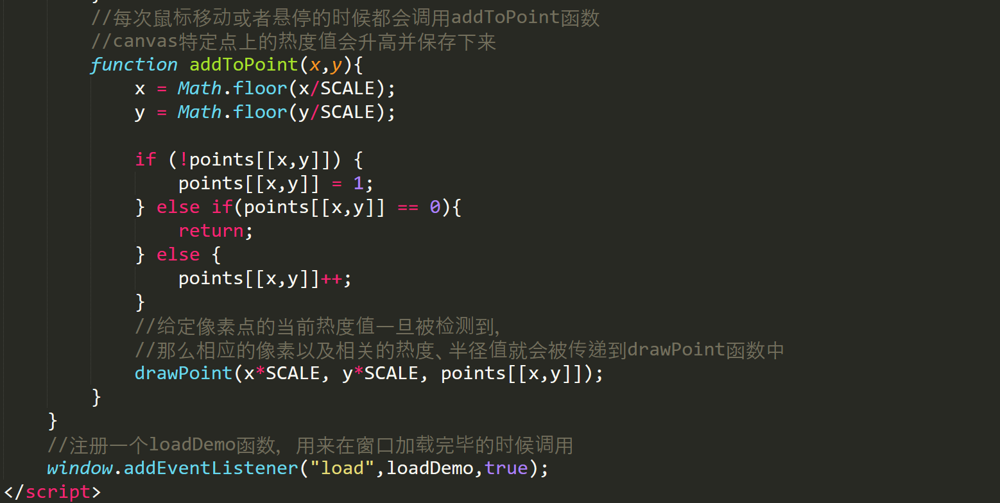 //每次鼠标移动或者悬停的时候都会调用addToPoint函数
//canvas特定点上的热度值会升高并保存下来
function addToPoint(x,y){
x = Math.floor(x/SCALE);
y = Math.floor(y/SCALE);
if (!points[[x,y]]) {
points[[x,y]] = 1;
} else if(points[[x,y]] == 0){
return;
} else {
points[[x,y]]++;
}
//给定像素点的当前热度值一旦被检测到，
//那么相应的像素以及相关的热度、半径值就会被传递到drawPoint函数中
drawPoint(x*SCALE, y*SCALE, points[[x,y]]);
}
}
//注册一个loadDemo函数，用来在窗口加载完毕的时候调用
window.addEventListener("load",loadDemo,true);
</script>